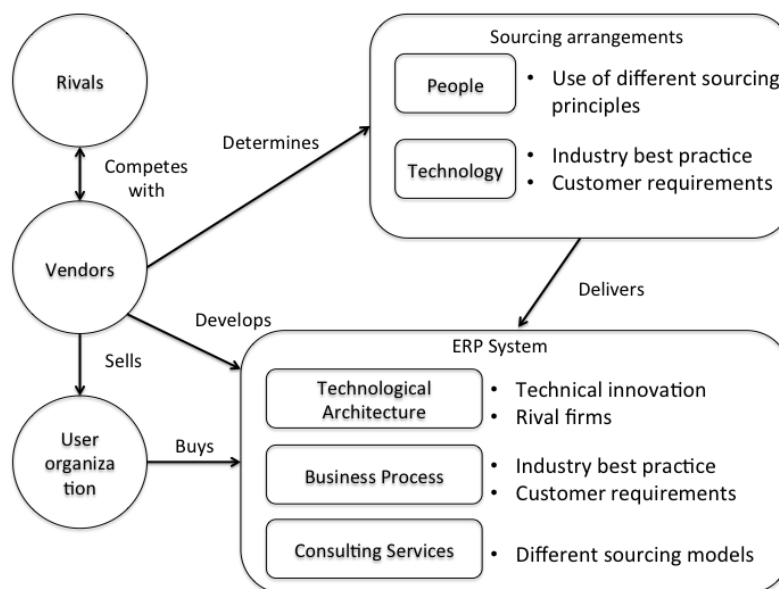 Sourcing arrangements
Rivals
People
• Use of different sourcing
principles
Determines
Competes
with
Technology
• Industry best practice
• Customer requirements
Vendors
Delivers
Develops
Sells
ERP System
Technological
Architecture
• Technical innovation
• Rival firms
User
organiza
tion
Buys
Business Process
• Industry best practice
• Customer requirements
Consulting Services
• Different sourcing models